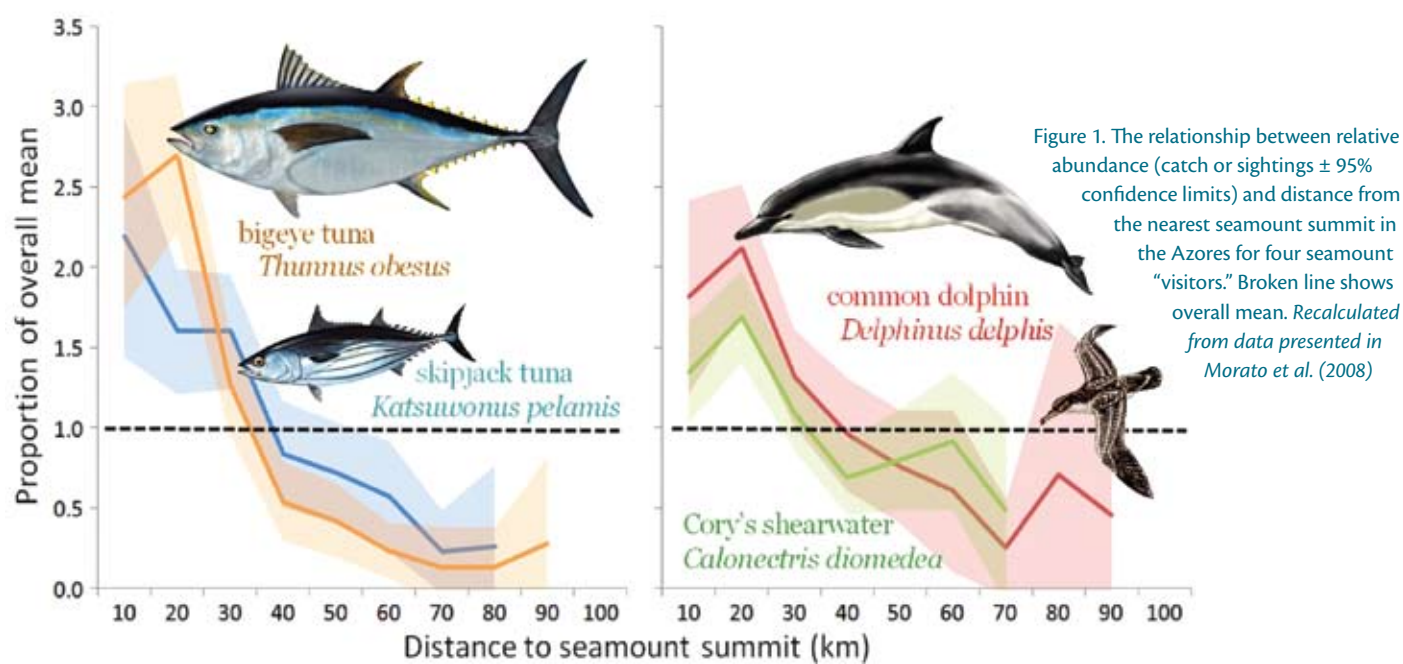 3.5
3.0
2.5
2.0
1.5
1.0
0.5
0.0
Proportion of overall mean
bigeye tuna
Thunnus obesus
skipjack tuna
Katsuwonus pelamis
10 20 30 40 50 60 70 80 90 100
common dolphin
Delphinus delphis
Cory's shearwater
Calonectris diomedea
10 20 30 40 50 60 70 80 90 100
Distance to seamount summit (km)
Figure 1. The relationship between relative
abundance (catch or sightings ± 95%
confidence limits) and distance from
the nearest seamount summit in
the Azores for four seamount
“visitors.” Broken line shows
overall mean. Recalculated
from data presented in
Morato et al. (2008)